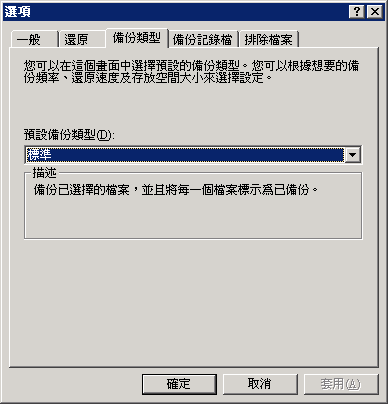 選項
一般 還原 備份類型 備份記錄檔 排除檔案
您可以在這個畫面中選擇預設的備份類型。您可以根據想要的備
份頻率、還原速度及存放空間大小來選擇設定。
預設備份類型(D):
標準
描述
備份已選擇的檔案，並且將每一個檔案標示爲已備份。
確定 取消 套用(A)